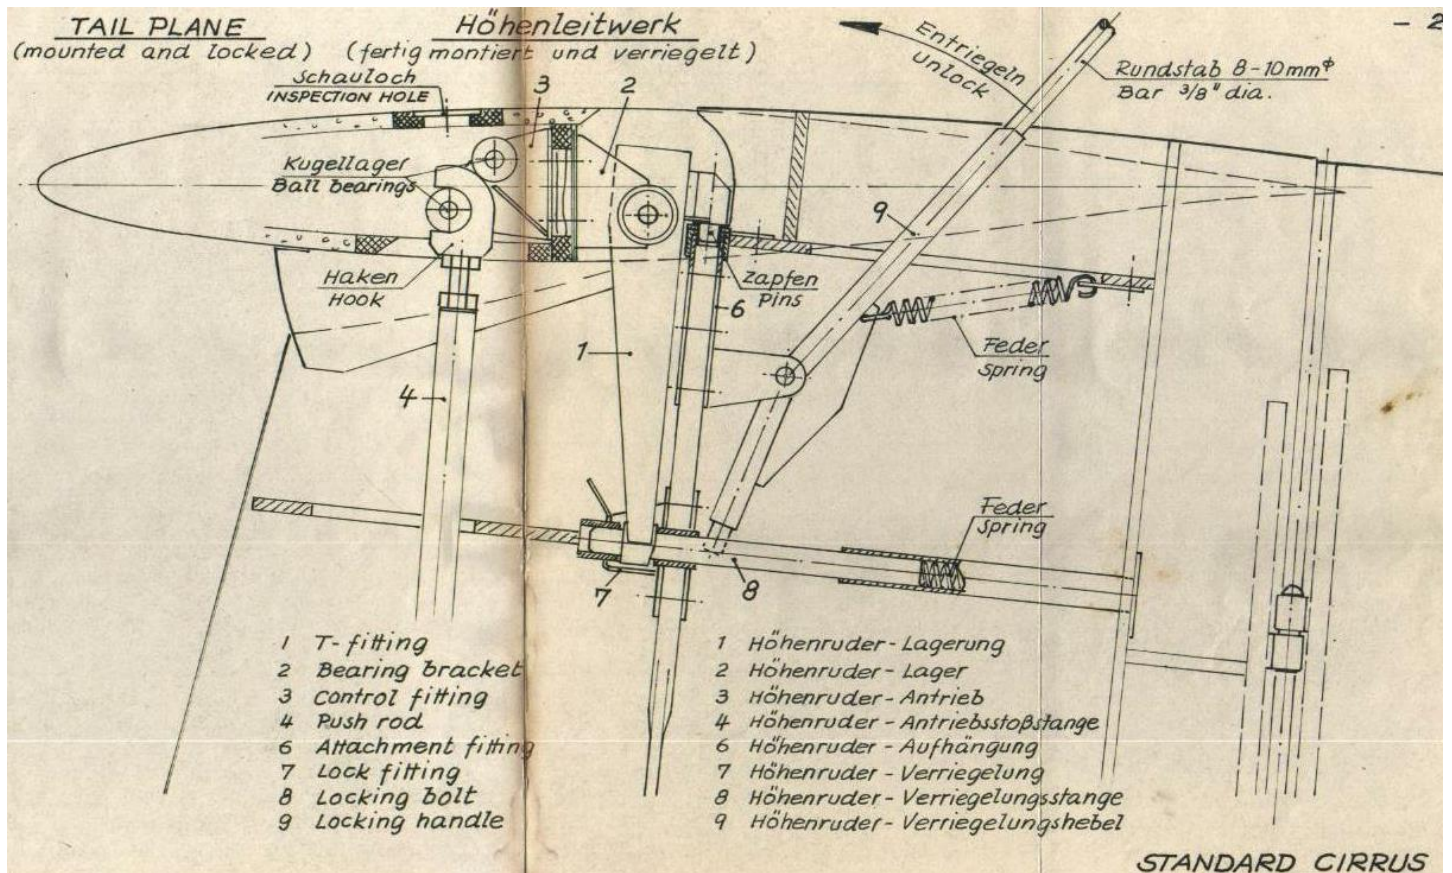 TAIL PLANE
(mounted and locked)
Höhenleitwerk
(fertig montiert und verriegelt)
- 2
Schauloch
INSPECTION HOLE
3
2
Entriegeln
Unlock
Rundstab 8-10mm ϕ
Bar 3/8" dia.
Kugellager
Ball bearings
9
Haken
HOOK
Zapfen
Pins
6
1
Feder
Spring
4
Feder
Spring
7
8
1 T-fitting
2 Bearing bracket
3 Control fitting
4 Push rod
6 Attachment fitting
7 Lock fitting
8 Locking bolt
9 Locking handle
1 Höhenruder-Lagerung
2 Höhenruder-Lager
3 Höhenruder-Antrieb
4 Höhenruder-Antriebsstoßstange
6 Höhenruder-Aufhängung
7 Höhenruder-Verriegelung
8 Höhenruder-Verriegelungsstange
9 Höhenruder-Verriegelungshebel
STANDARD CIRRUS